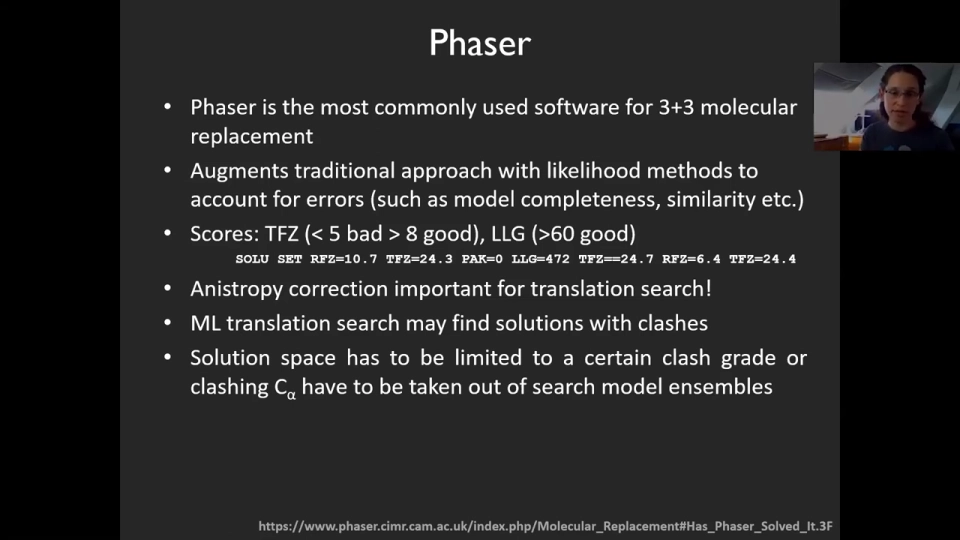 Phaser
• Phaser is the most commonly used software for 3+3 molecular
replacement
• Augments traditional approach with likelihood methods to
account for errors (such as model completeness, similarity etc.)
• Scores: TFZ (< 5 bad > 8 good), LLG (>60 good)
SOLU SET RFZ=10.7 TFZ=24.3 PAK=0 LLG=472 TFZ==24.7 RFZ=6.4 TFZ=24.4
• Anistropy correction important for translation search!
• ML translation search may find solutions with clashes
• Solution space has to be limited to a certain clash grade or
clashing Cα have to be taken out of search model ensembles
https://www.phaser.cimr.cam.ac.uk/index.php/Molecular_Replacement#Has_Phaser_Solved_It.3F